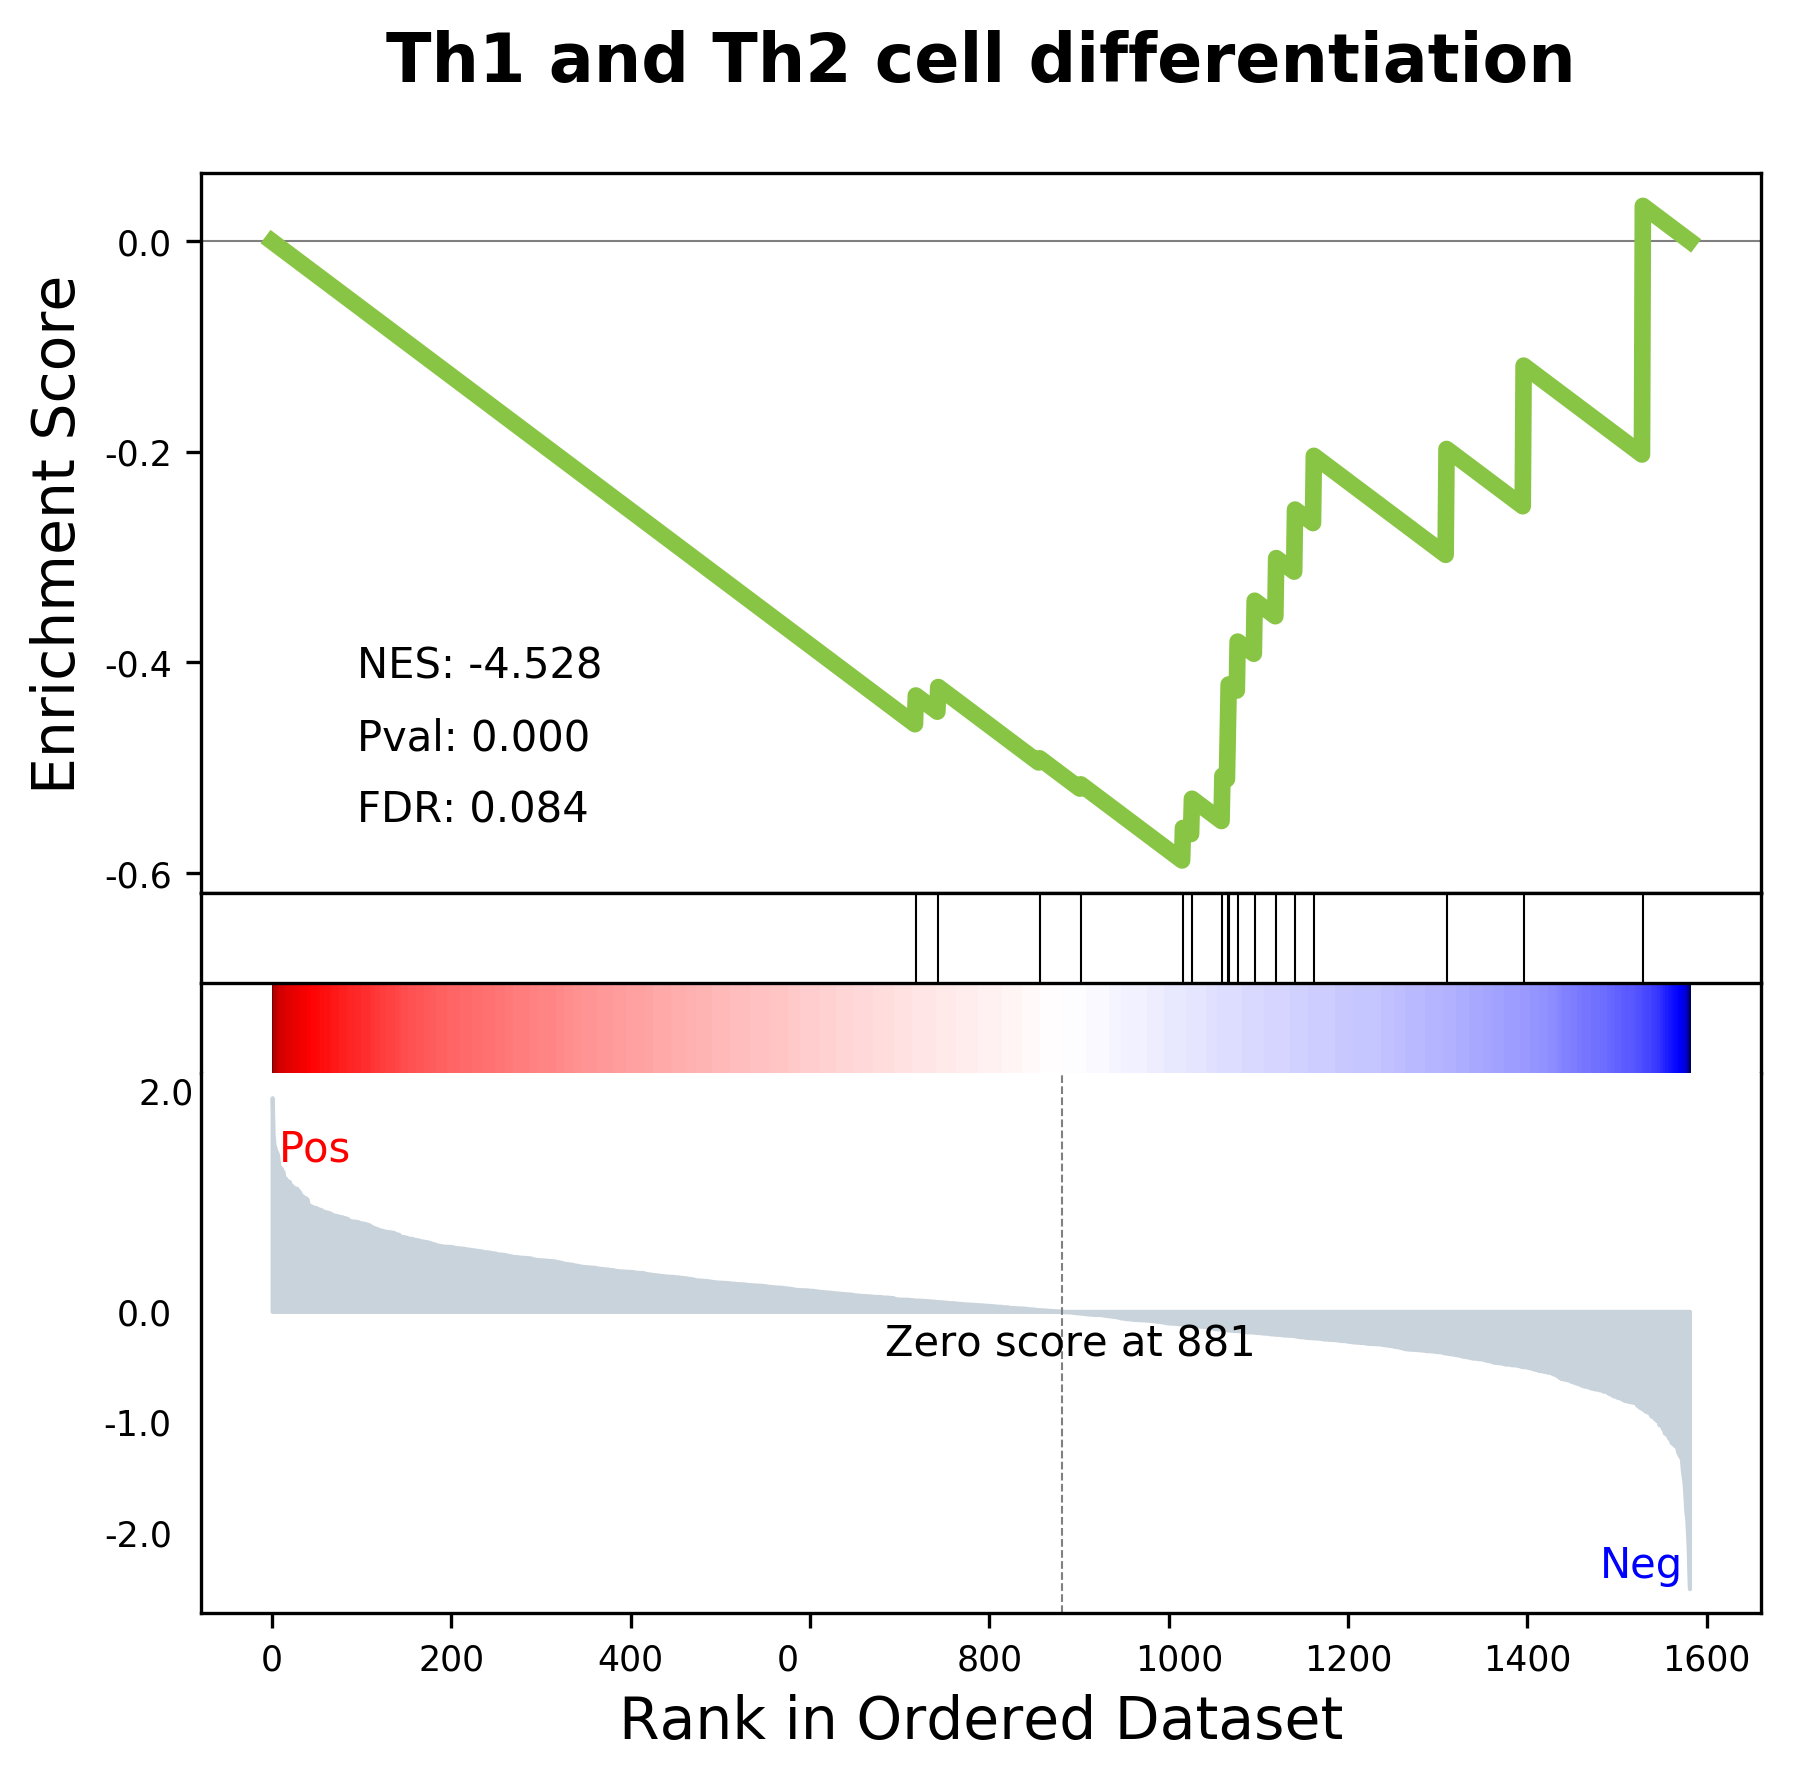 Th1 and Th2 cell differentiation
Enrichment Score
0.0
-0.2
-0.4
-0.6
NES: -4.528
Pval: 0.000
FDR: 0.084
2.0
0.0
-1.0
-2.0
Pos
Zero score at 881
Neg
0 200 400 0 800 1000 1200 1400 1600
Rank in Ordered Dataset